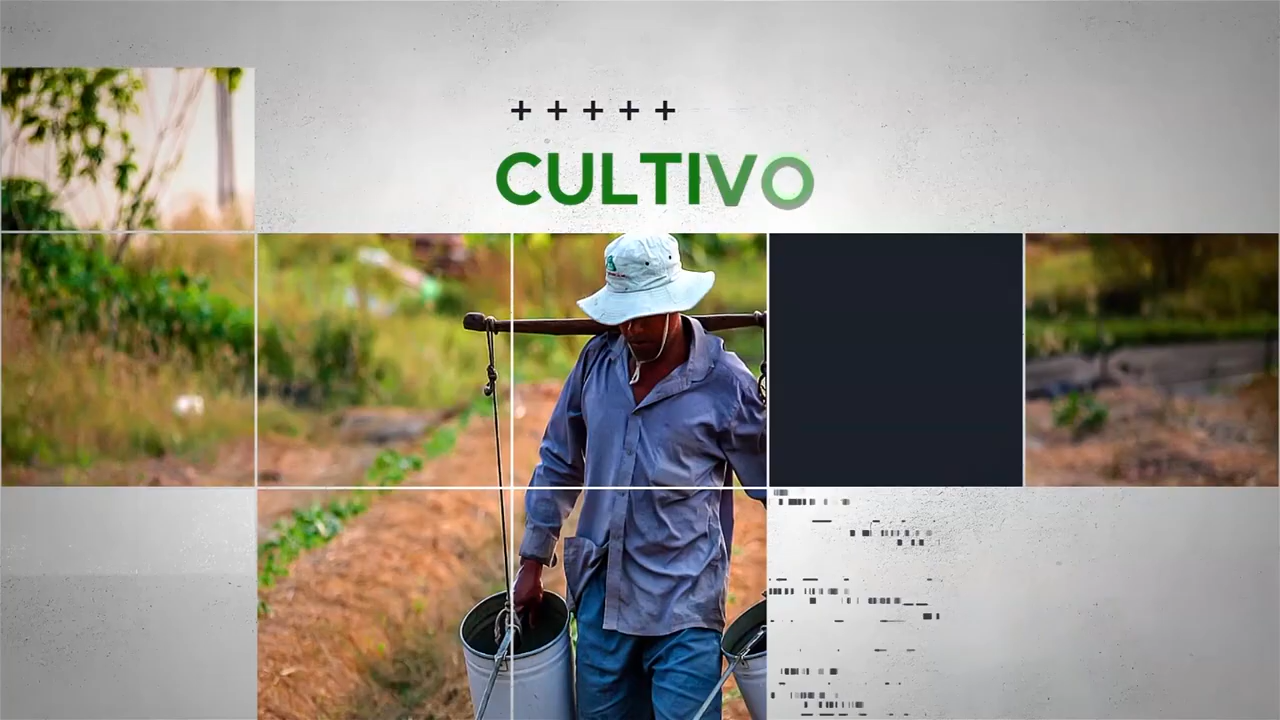 + + + + +
CULTIVO